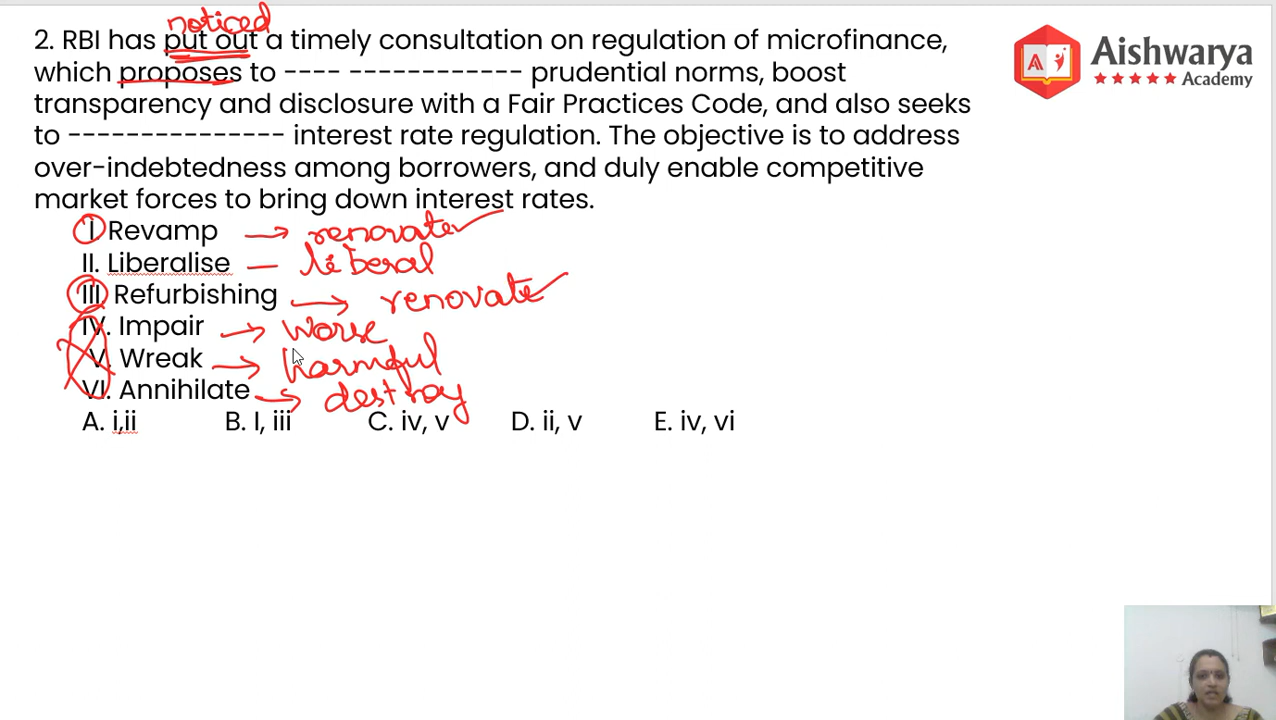 noticed
2. RBI has put out a timely consultation on regulation of microfinance,
which proposes to ---- ------------ prudential norms, boost
transparency and disclosure with a Fair Practices Code, and also seeks
to --------------- interest rate regulation. The objective is to address
over-indebtedness among borrowers, and duly enable competitive
market forces to bring down interest rates.
I Revamp → renovate
II. Liberalise — liberal
III Refurbishing → renovate
IV. Impair → worse
V. Wreak → harmful
VI. Annihilate → destroy
A. i,ii B. I, iii C. iv, v D. ii, v E. iv, vi
A
Aishwarya
Academy